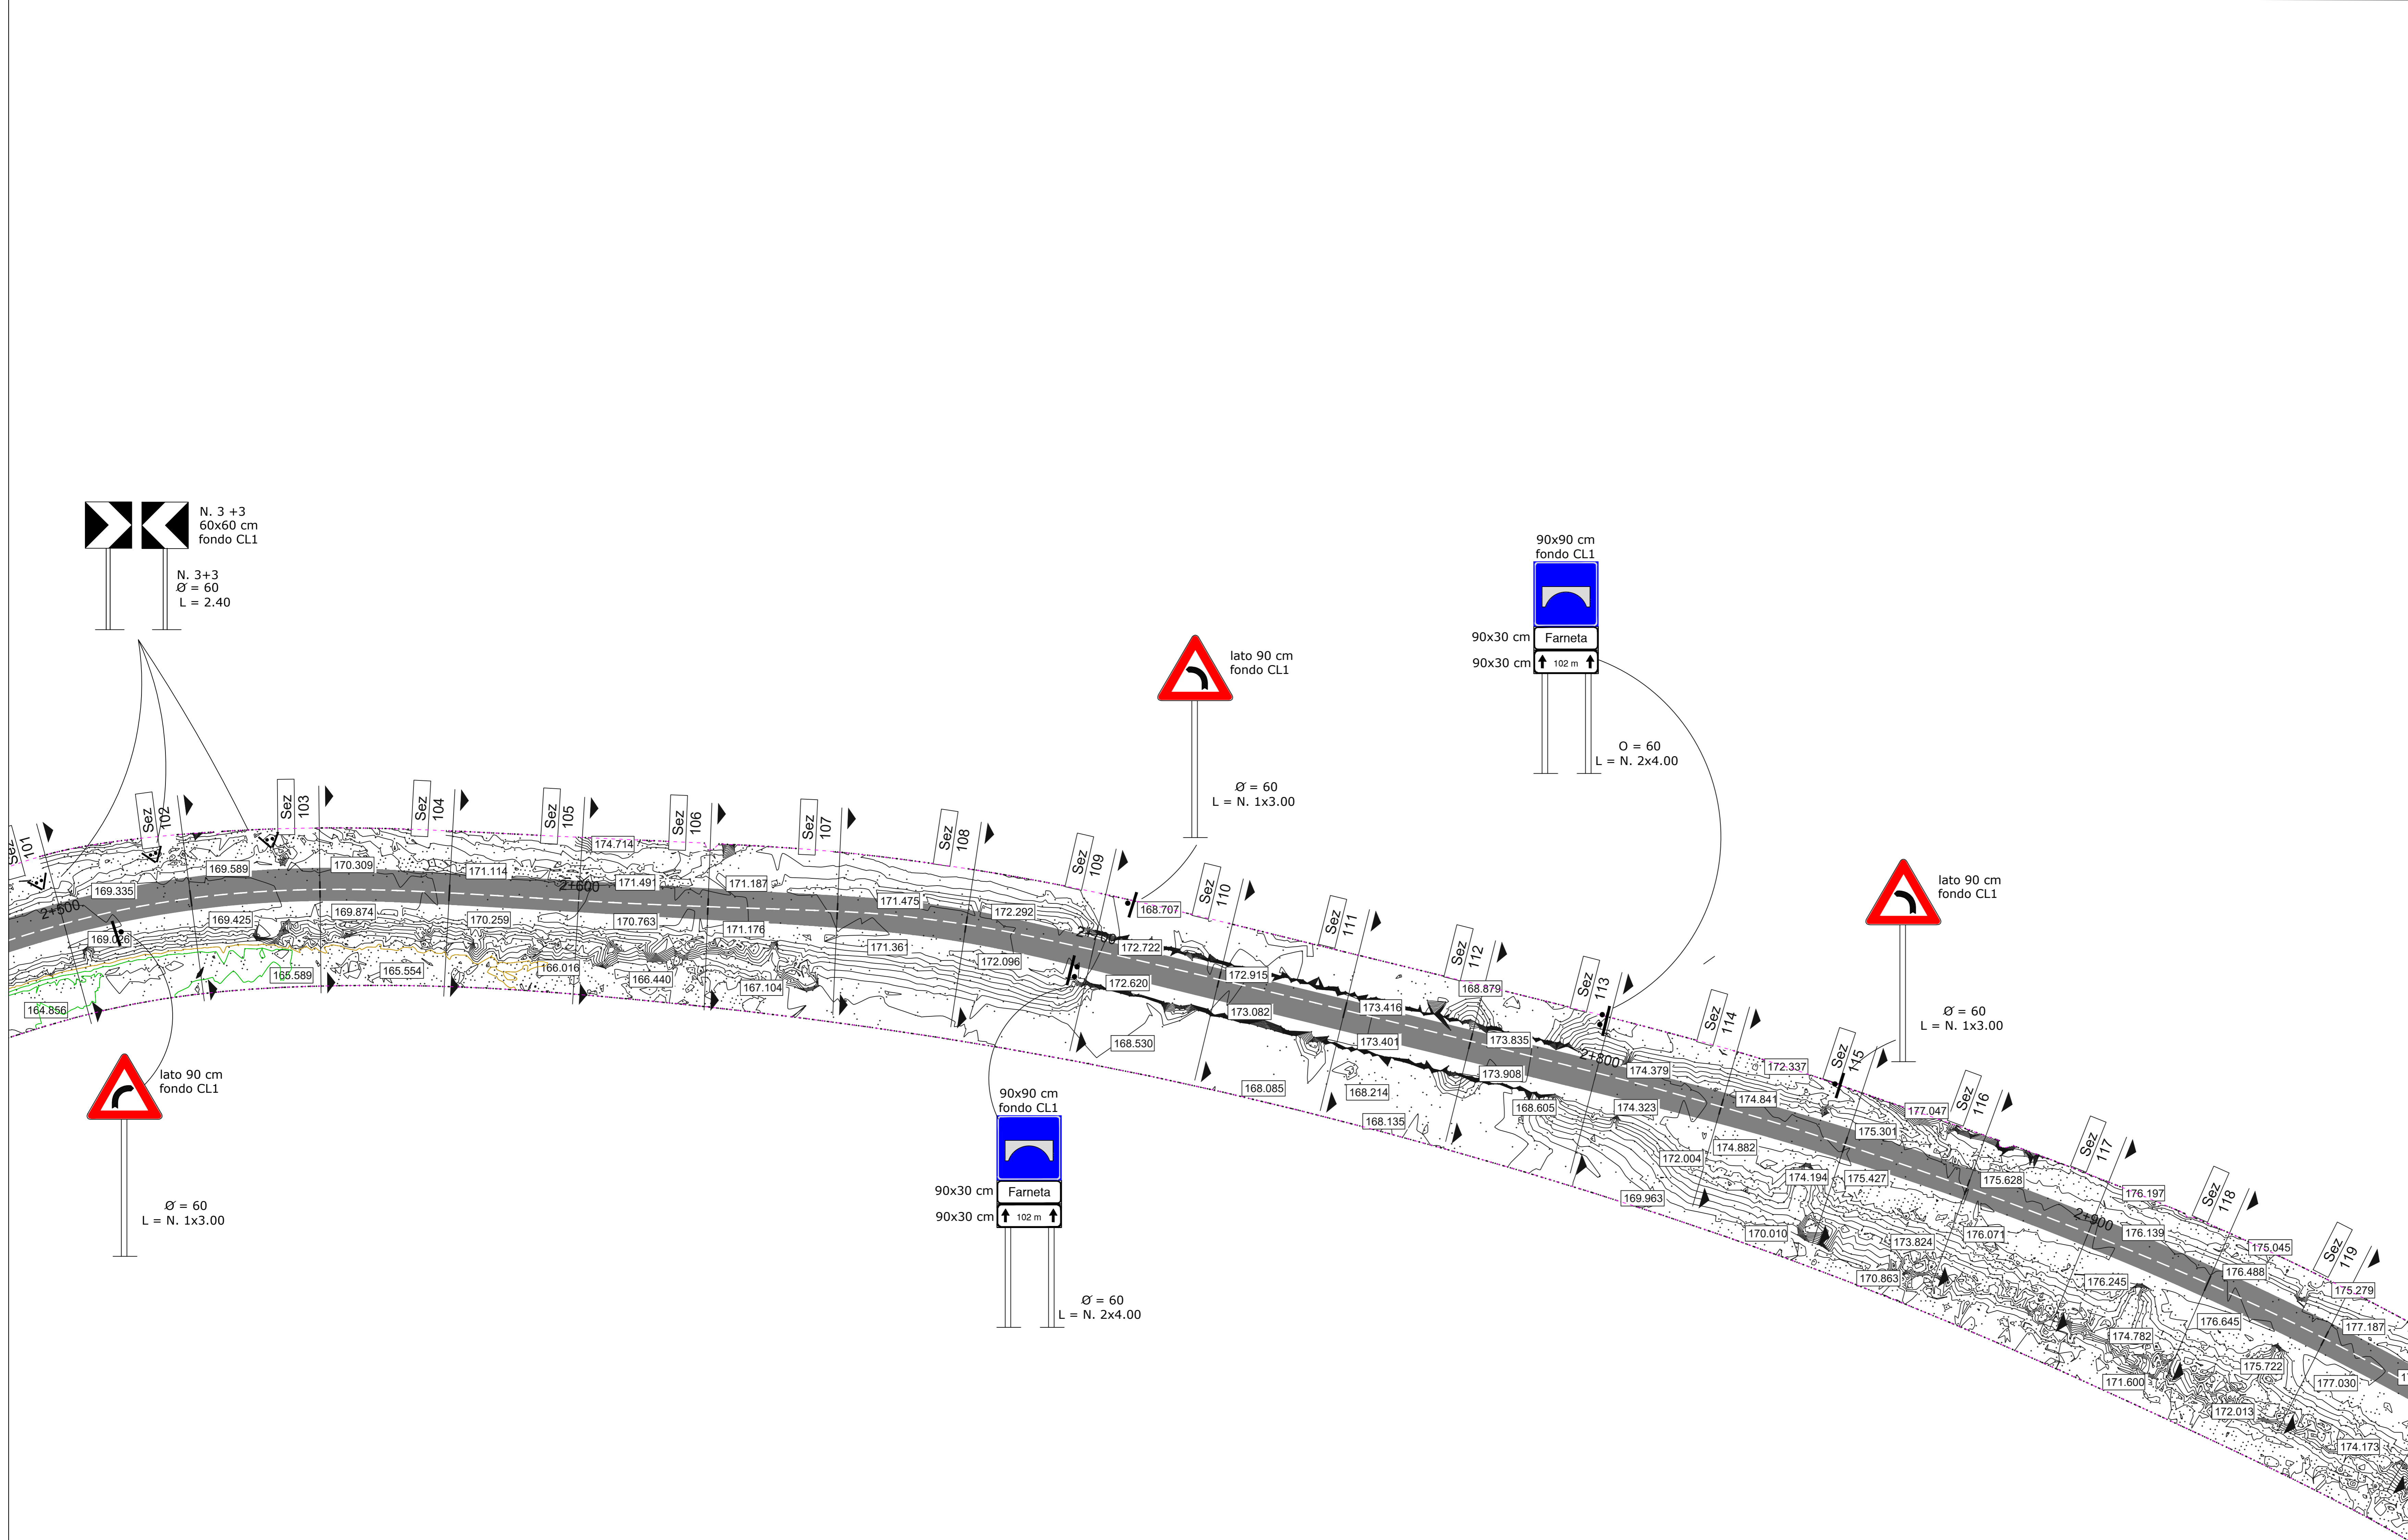 N. 3 +3
60x60 cm
fondo CL1
N. 3+3
Ø = 60
L = 2.40
90x90 cm
fondo CL1
90x30 cm
Farneta
90x30 cm
102 m
O = 60
L = N. 2x4.00
lato 90 cm
fondo CL1
Ø = 60
L = N. 1x3.00
lato 90 cm
fondo CL1
Ø = 60
L = N. 1x3.00
Sez
101
Sez
102
Sez
103
Sez
104
Sez
105
Sez
106
Sez
107
Sez
108
Sez
109
Sez
110
Sez
111
Sez
112
Sez
113
Sez
114
Sez
115
Sez
116
Sez
117
Sez
118
Sez
119
2+500
2+600
2+800
2+900
169.335
169.589
170.309
171.114
174.714
171.491
171.187
171.475
172.292
168.707
172.722
172.915
173.416
168.879
173.835
174.379
172.337
174.841
177.047
175.301
175.628
176.197
176.139
175.045
176.488
175.279
177.187
169.425
169.874
170.259
170.763
171.176
171.361
172.096
172.620
173.082
173.401
173.908
174.323
174.882
175.427
176.071
176.245
176.645
177.030
164.856
165.589
165.554
166.016
166.440
167.104
168.530
168.085
168.214
168.135
168.605
172.004
169.963
174.194
170.010
173.824
170.863
174.782
171.600
175.722
172.013
174.173
lato 90 cm
fondo CL1
Ø = 60
L = N. 1x3.00
90x90 cm
fondo CL1
90x30 cm
Farneta
90x30 cm
102 m
Ø = 60
L = N. 2x4.00